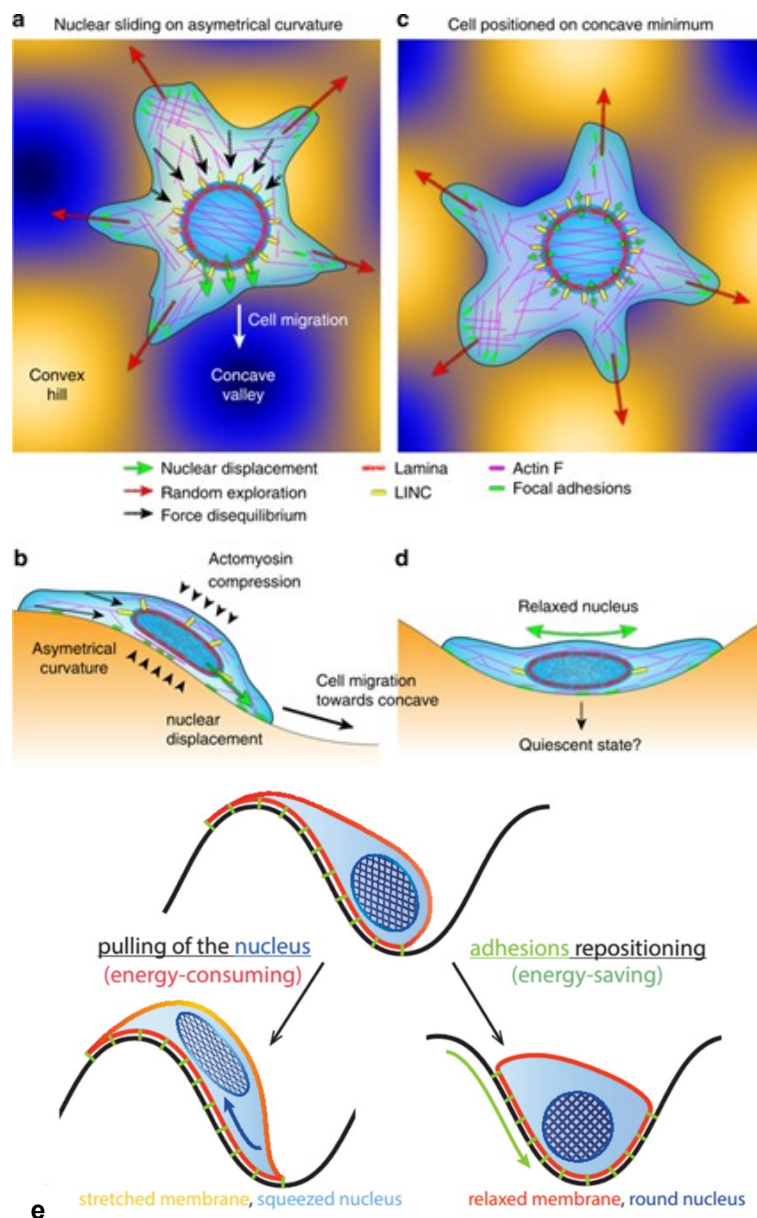 a
Nuclear sliding on asymetrical curvature
Cell migration
Convex
hill
Concave
valley
c
Cell positioned on concave minimum
Nuclear displacement
Lamina
Actin F
Random exploration
LINC
Focal adhesions
Force disequilibrium
b
Actomyosin
compression
Asymetrical
curvature
nuclear
displacement
Cell migration
towards concave
d
Relaxed nucleus
Quiescent state?
pulling of the nucleus
(energy-consuming)
adhesions repositioning
(energy-saving)
stretched membrane, squeezed nucleus
relaxed membrane, round nucleus
e